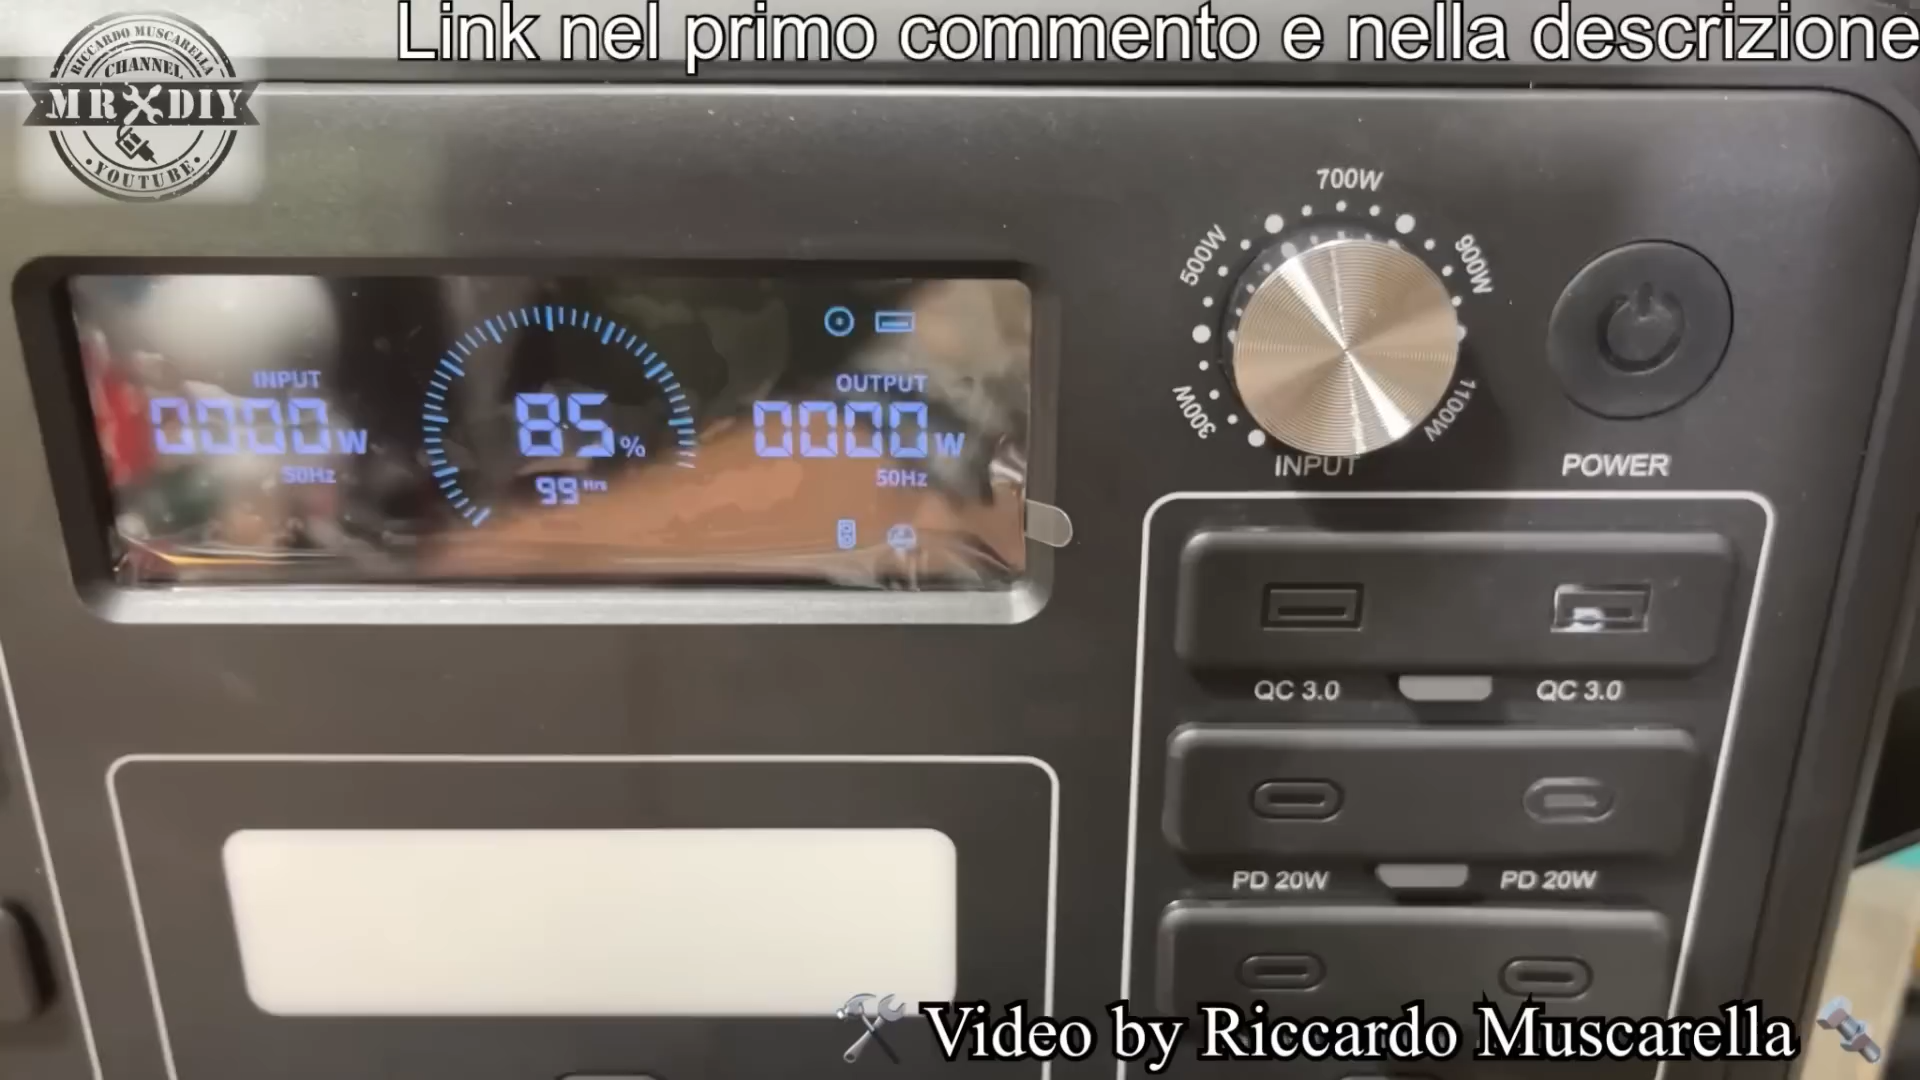 Link nel primo commento e nella descrizione
RICCARDO MUSCARELLA
CHANNEL
MR DIY
YOUTUBE
700W
500W
900W
300W
1100W
INPUT
POWER
INPUT
0000W
50Hz
85%
99Hrs
OUTPUT
0000W
50Hz
QC 3.0 QC 3.0
PD 20W PD 20W
Video by Riccardo Muscarella